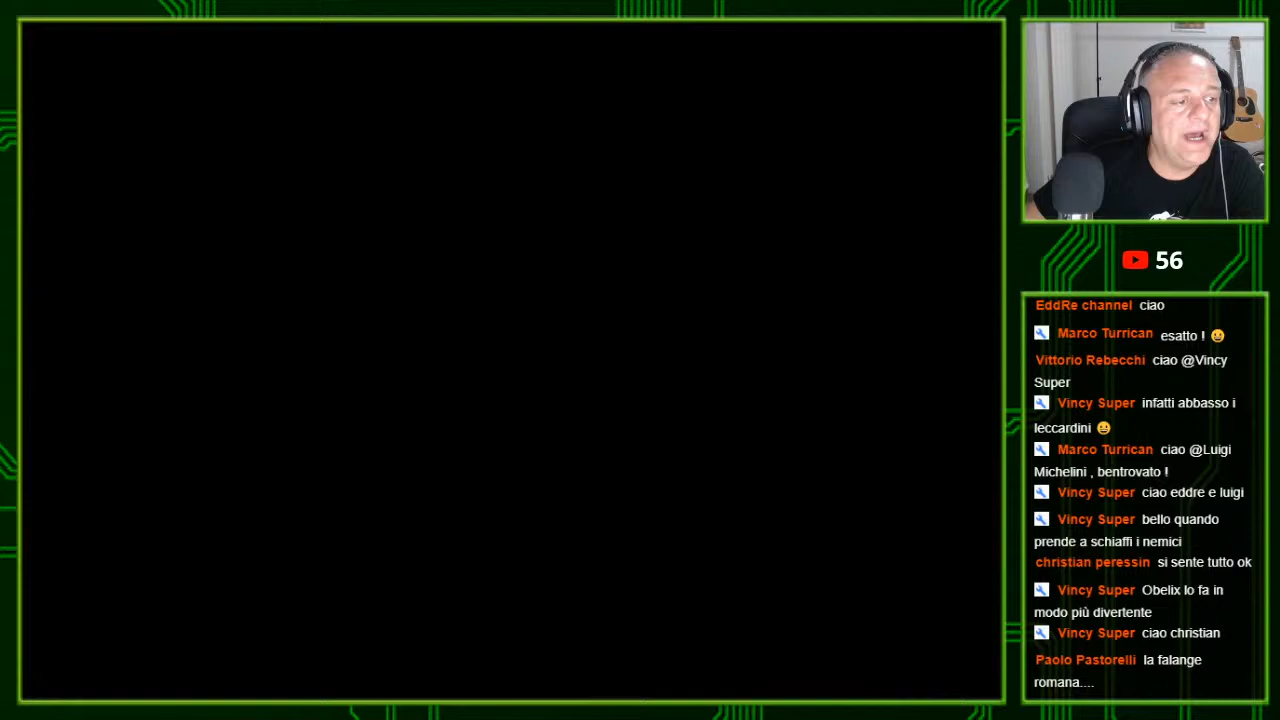 56
EddRe channel ciao
Marco Turrican esatto ! 😀
Vittorio Rebecchi ciao @Vincy
Super
Vincy Super infatti abbasso i
leccardini 😀
Marco Turrican ciao @Luigi
Michelini , bentrovato !
Vincy Super ciao eddre e luigi
Vincy Super bello quando
prende a schiaffi i nemici
christian peressin si sente tutto ok
Vincy Super Obelix lo fa in
modo più divertente
Vincy Super ciao christian
Paolo Pastorelli la falange
romana....